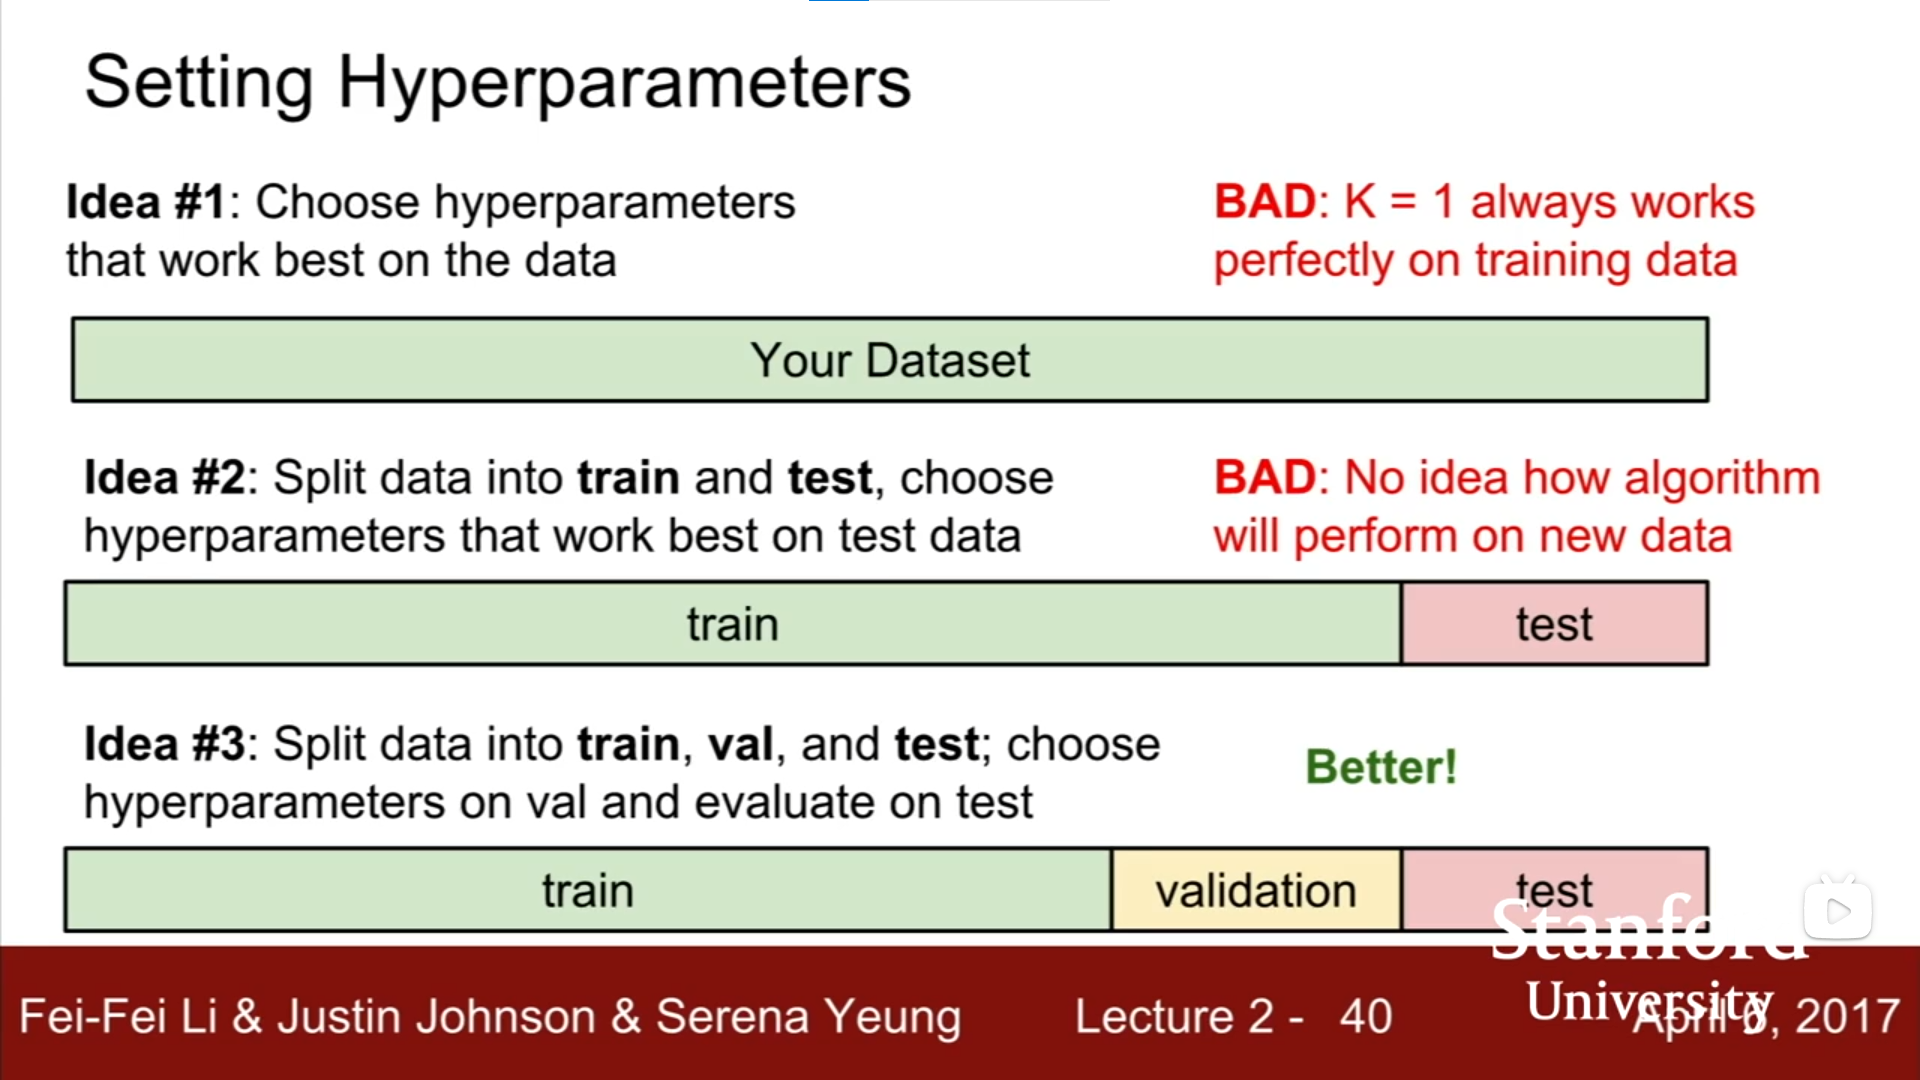 Setting Hyperparameters
Idea #1: Choose hyperparameters
that work best on the data
BAD: K = 1 always works
perfectly on training data
Your Dataset
Idea #2: Split data into train and test, choose
hyperparameters that work best on test data
BAD: No idea how algorithm
will perform on new data
train
test
Idea #3: Split data into train, val, and test; choose
hyperparameters on val and evaluate on test
Better!
train
validation
test
Stanford
University
Fei-Fei Li & Justin Johnson & Serena Yeung
Lecture 2 - 40
April 6, 2017